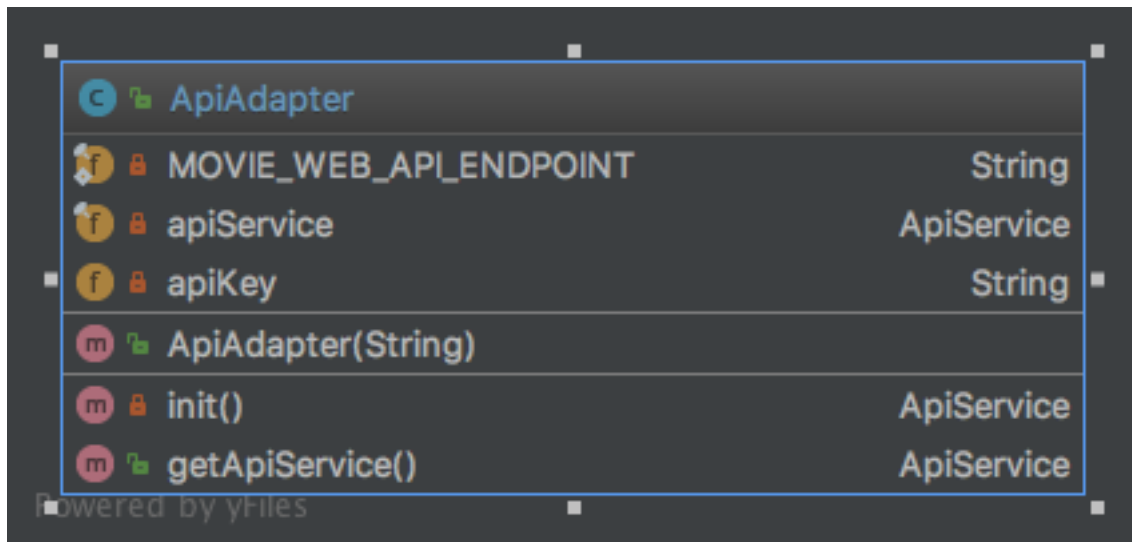 ApiAdapter
MOVIE_WEB_API_ENDPOINT String
apiService ApiService
apiKey String
ApiAdapter(String)
init() ApiService
getApiService() ApiService
Powered by yFiles